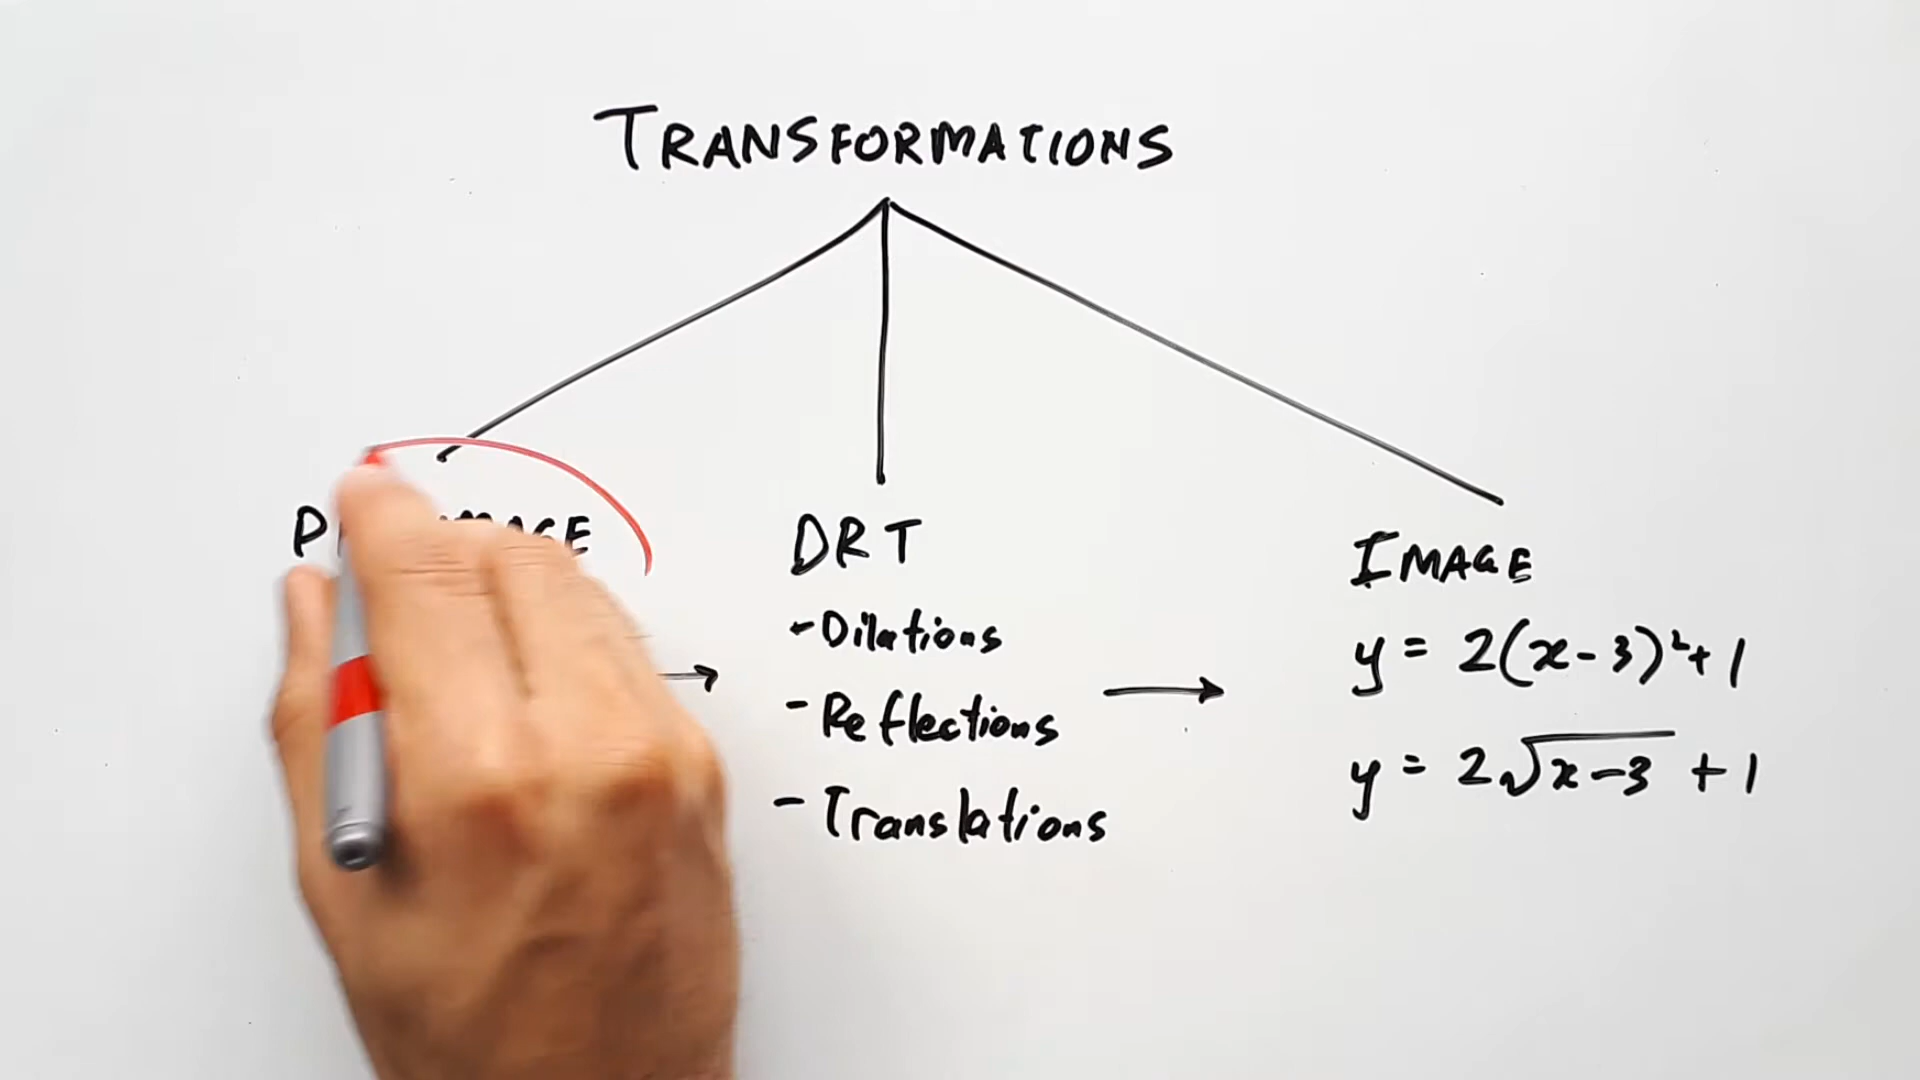 TRANSFORMATIONS
DRT
- Dilations
- Reflections
- Translations
IMAGE
y = 2(x-3)²+1
y = 2√x-3 + 1